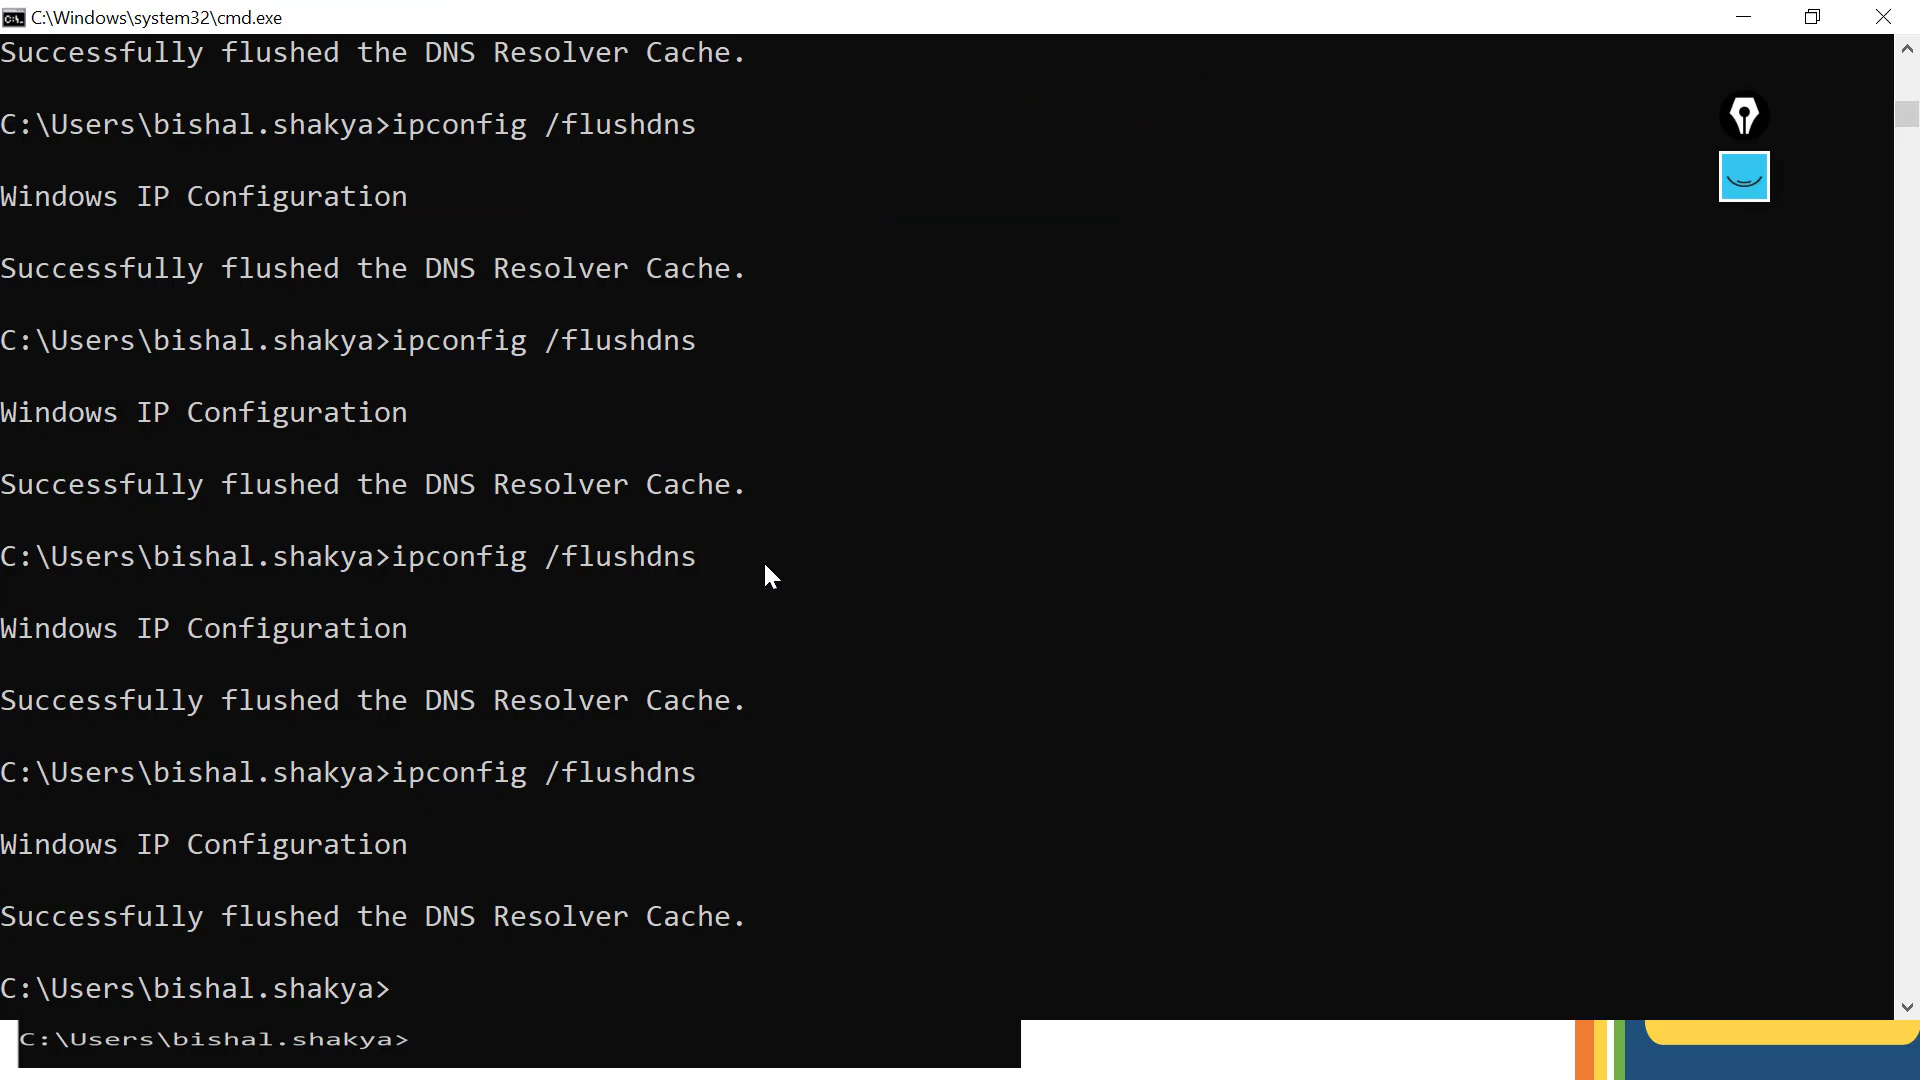 C:\Windows\system32\cmd.exe
Successfully flushed the DNS Resolver Cache.
C:\Users\bishal.shakya>ipconfig /flushdns
Windows IP Configuration
Successfully flushed the DNS Resolver Cache.
C:\Users\bishal.shakya>ipconfig /flushdns
Windows IP Configuration
Successfully flushed the DNS Resolver Cache.
C:\Users\bishal.shakya>ipconfig /flushdns
Windows IP Configuration
Successfully flushed the DNS Resolver Cache.
C:\Users\bishal.shakya>ipconfig /flushdns
Windows IP Configuration
Successfully flushed the DNS Resolver Cache.
C:\Users\bishal.shakya>
C:\Users\bishal.shakya>